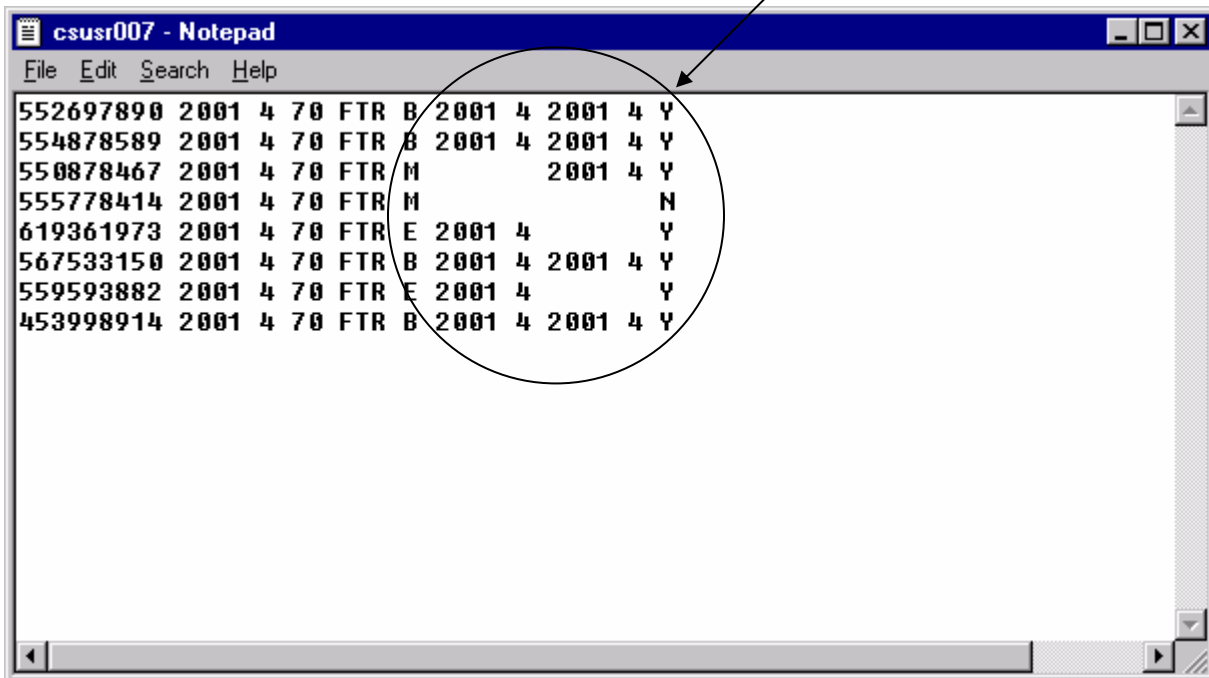 csusr007 - Notepad
File Edit Search Help
552697890 2001 4 70 FTR B 2001 4 2001 4 Y
554878589 2001 4 70 FTR B 2001 4 2001 4 Y
550878467 2001 4 70 FTR M        2001 4 Y
555778414 2001 4 70 FTR M               N
619361973 2001 4 70 FTR E 2001 4        Y
567533150 2001 4 70 FTR B 2001 4 2001 4 Y
559593882 2001 4 70 FTR E 2001 4        Y
453998914 2001 4 70 FTR B 2001 4 2001 4 Y